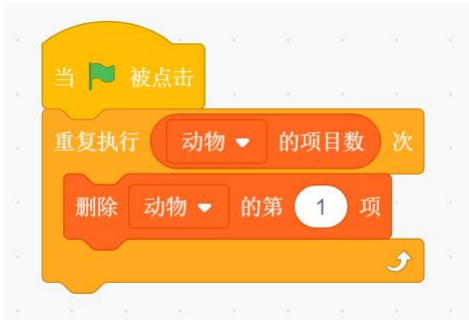 当 被点击
重复执行 动物 的项目数 次
删除 动物 的第 1 项